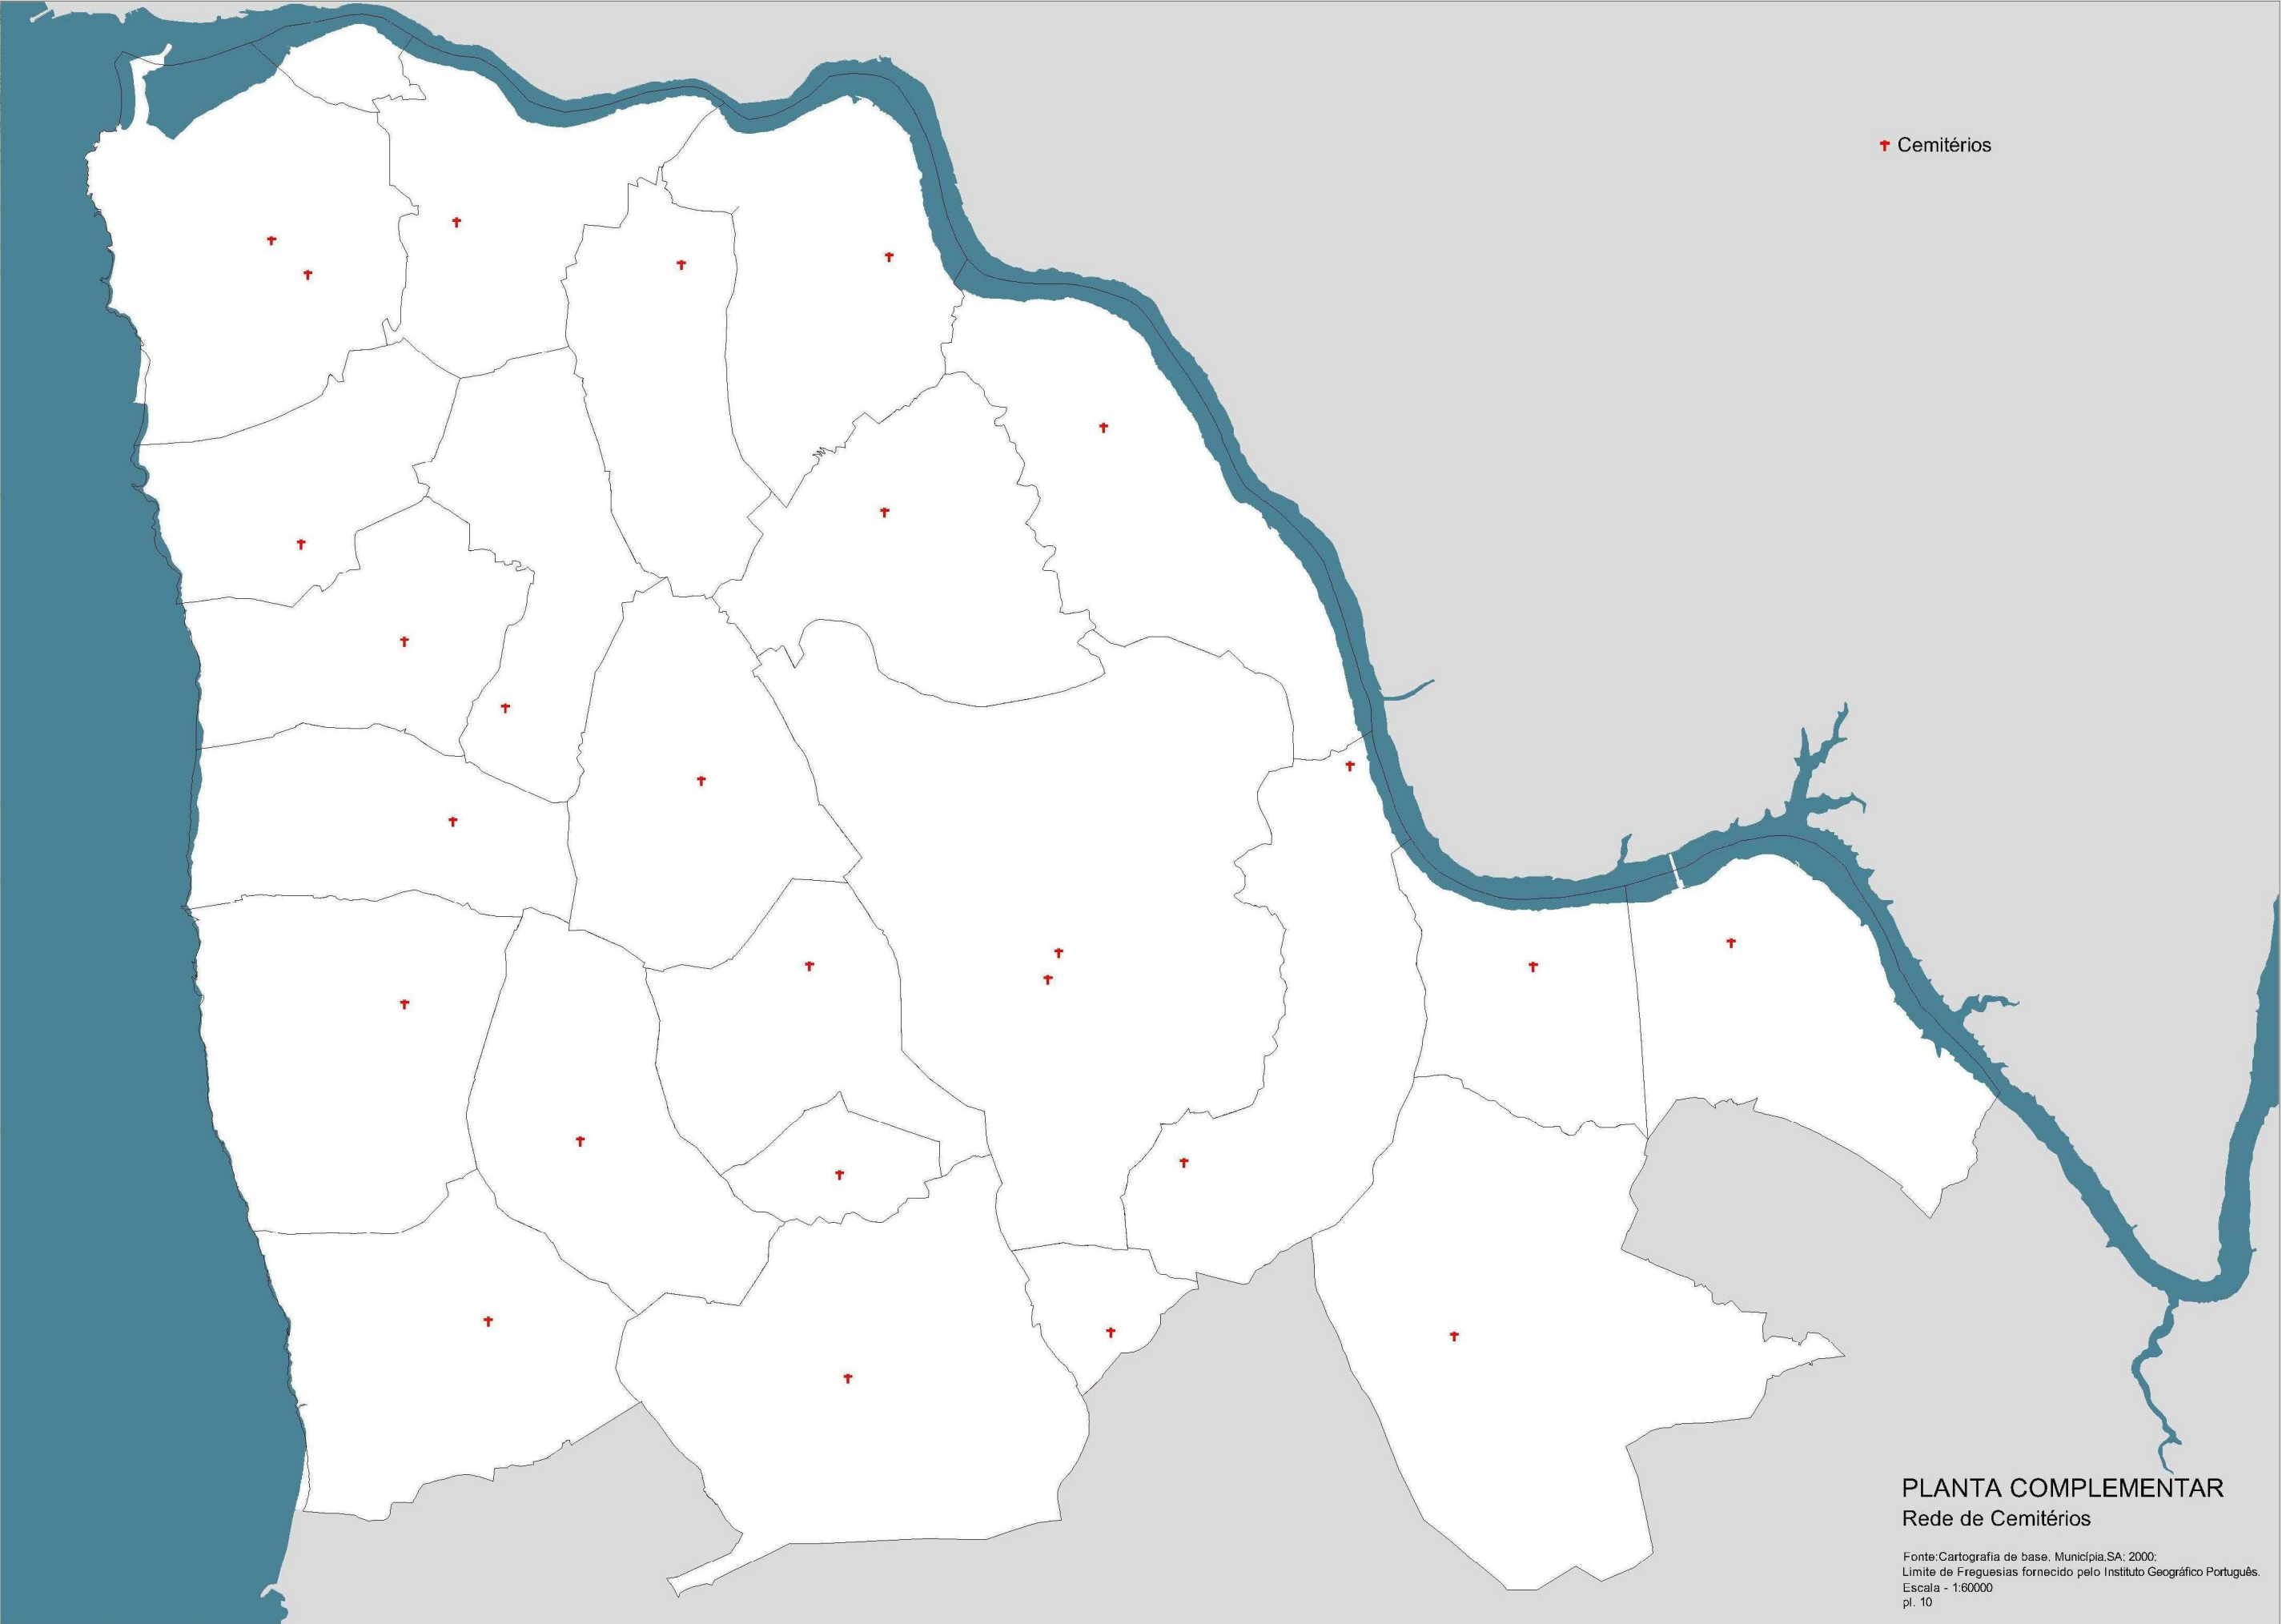 Cemitérios
PLANTA COMPLEMENTAR
Rede de Cemitérios
Fonte:Cartografia de base, Municípia,SA; 2000;
Limite de Freguesias fornecido pelo Instituto Geográfico Português.
Escala - 1:60000
pl. 10